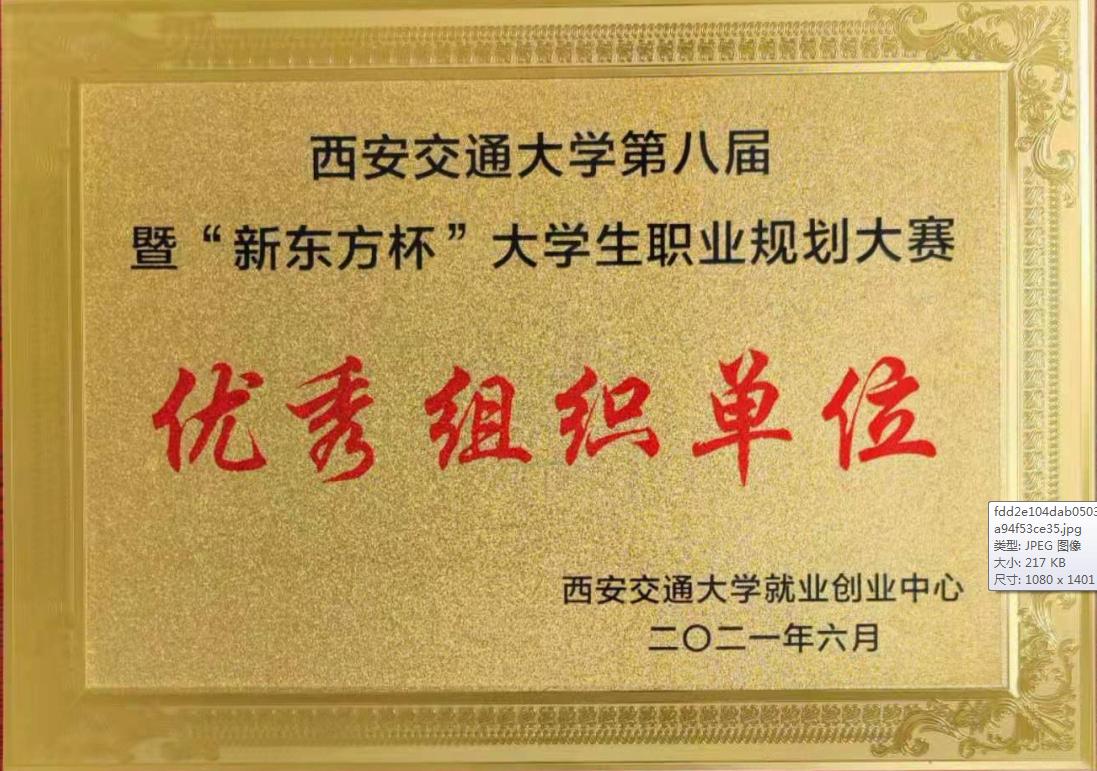 西安交通大学第八届
暨“新东方杯”大学生职业规划大赛
优秀组织单位
西安交通大学就业创业中心
二〇二一年六月
fdd2e104dab0503
a94f53ce35.jpg
类型: JPEG 图像
大小: 217 KB
尺寸: 1080 x 1401